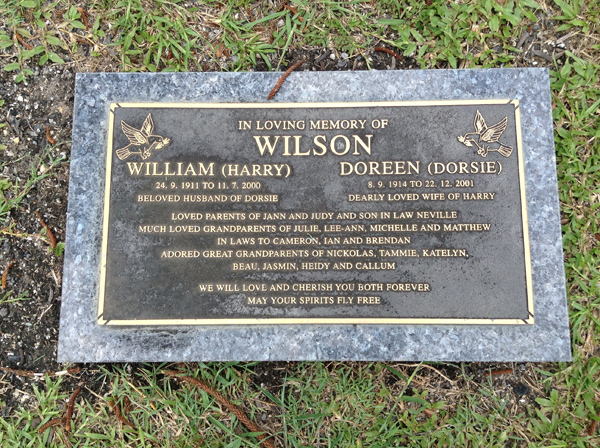 IN LOVING MEMORY OF
WILSON
WILLIAM (HARRY) DOREEN (DORSIE)
24. 9. 1911 TO 11. 7. 2000 8. 9. 1914 TO 22. 12. 2001
BELOVED HUSBAND OF DORSIE DEARLY LOVED WIFE OF HARRY
LOVED PARENTS OF JANN AND JUDY AND SON IN LAW NEVILLE
MUCH LOVED GRANDPARENTS OF JULIE, LEE-ANN, MICHELLE AND MATTHEW
IN LAWS TO CAMERON, IAN AND BRENDAN
ADORED GREAT GRANDPARENTS OF NICKOLAS, TAMMIE, KATELYN,
BEAU, JASMIN, HEIDY AND CALLUM
WE WILL LOVE AND CHERISH YOU BOTH FOREVER
MAY YOUR SPIRITS FLY FREE